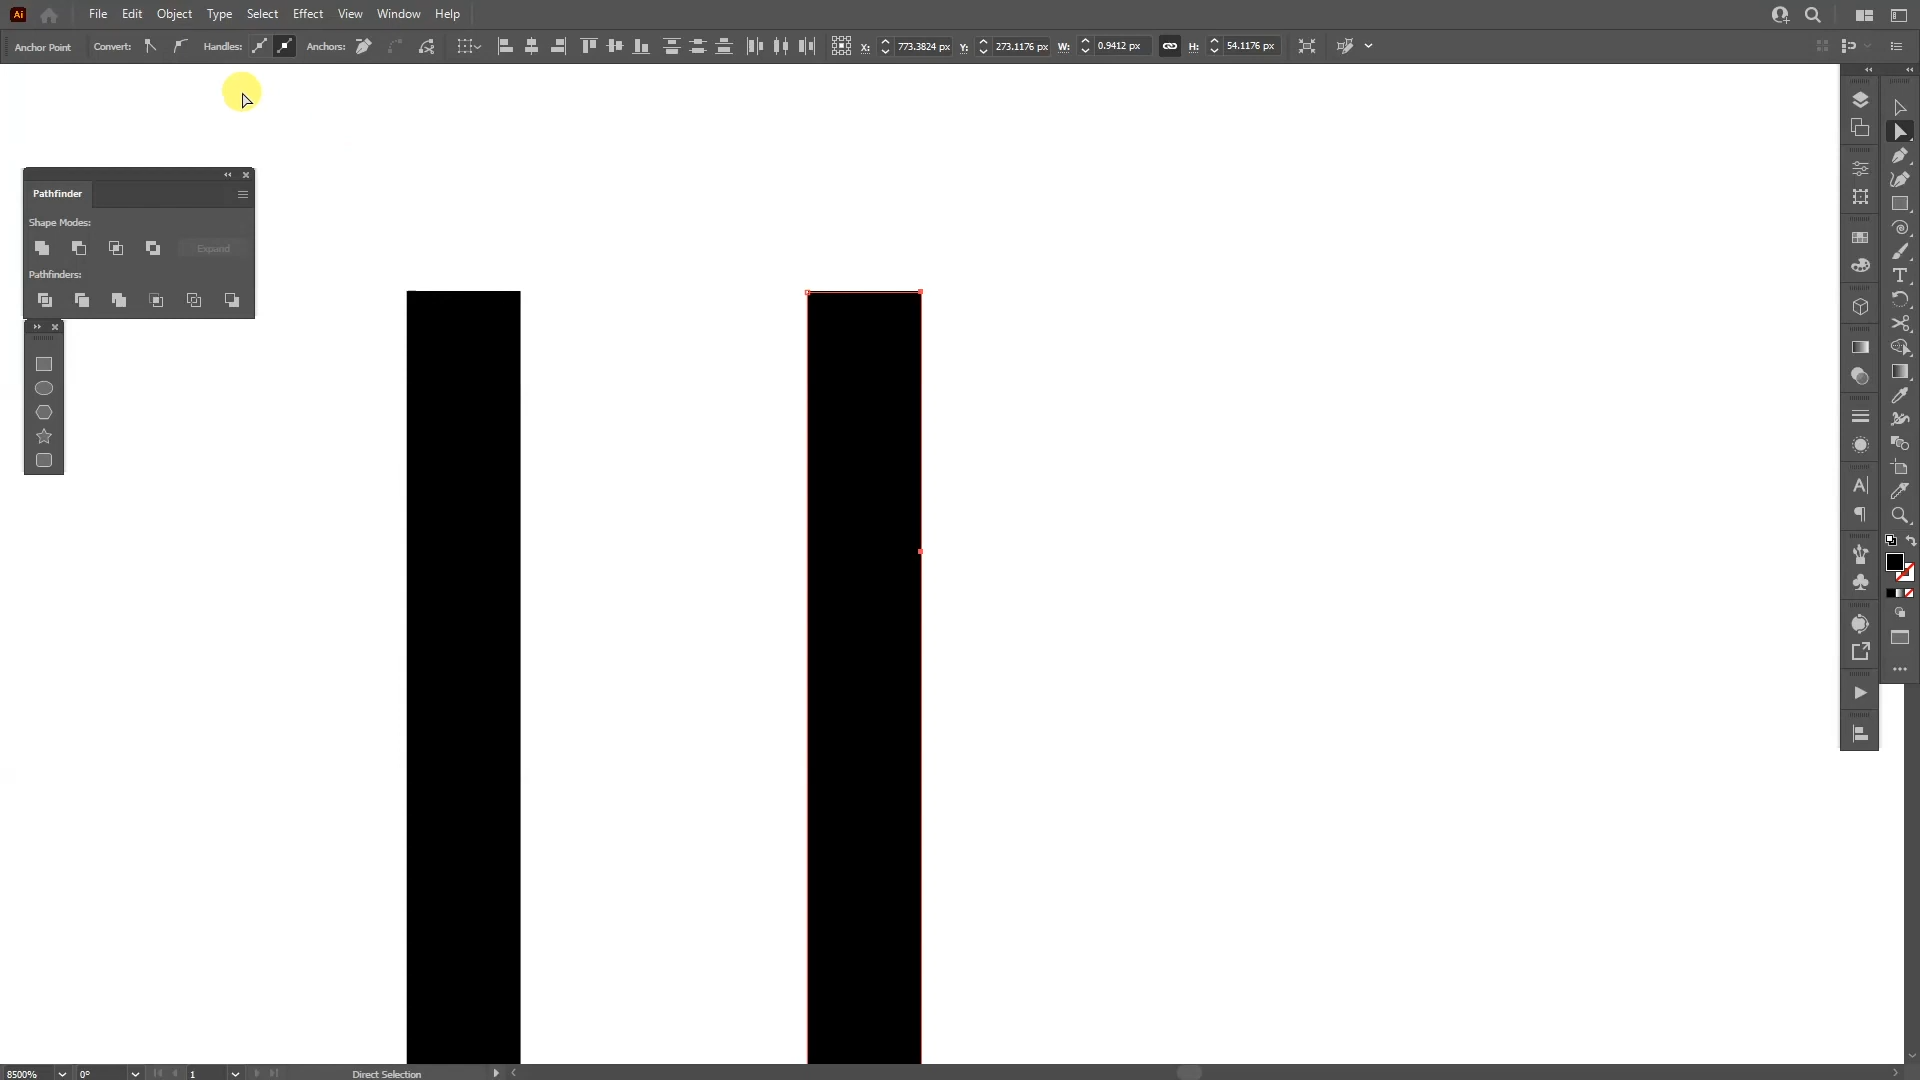 Ai File Edit Object Type Select Effect View Window Help
Anchor Point Convert: Handles: Anchors: X: 773.3824 px Y: 273.1176 px W: 0.9412 px H: 54.1176 px
Pathfinder
Shape Modes:
Expand
Pathfinders:
8500% 0° 1 Direct Selection